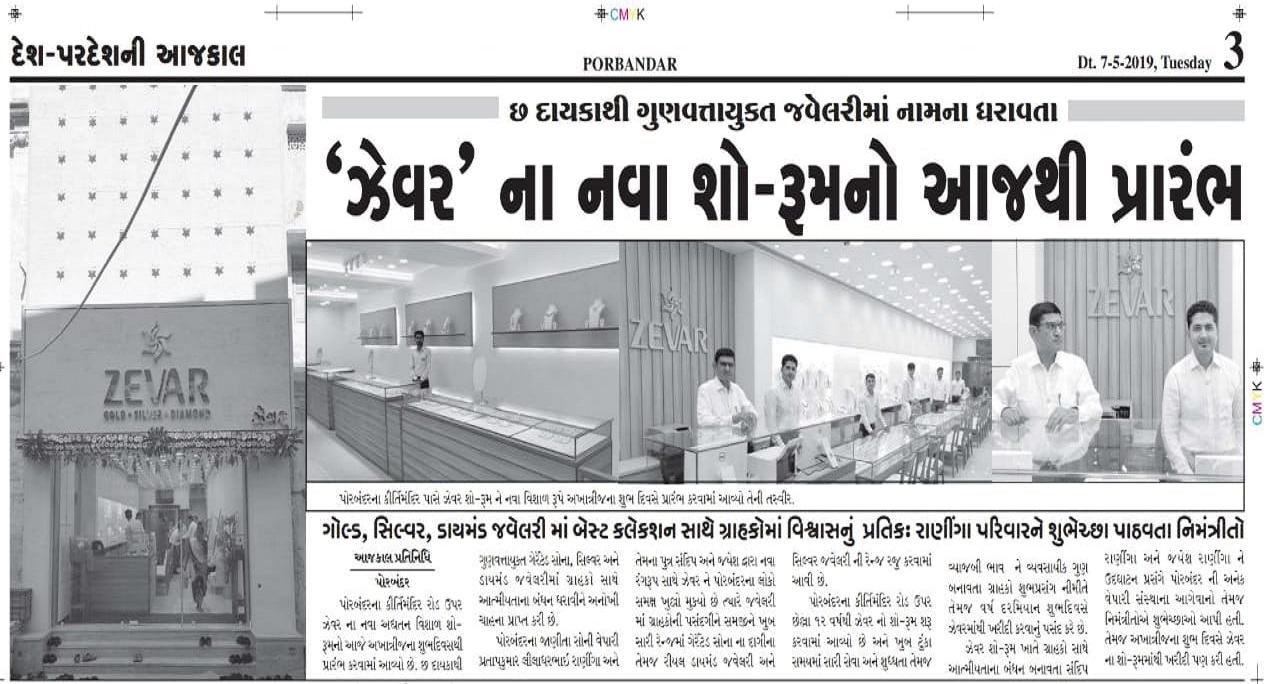 CMYK
દેશ-પરદેશની આજકાલ
PORBANDAR
Dt. 7-5-2019, Tuesday 3
છ દાયકાથી ગુણવત્તાયુક્ત જવેલરીમાં નામના ધરાવતા
‘ઝેવર’ ના નવા શો-રૂમનો આજથી પ્રારંભ
ZEVAR
GOLD • SILVER • DIAMOND
ઝેવર
ZEVAR
ZEVAR
પોરબંદરના કીર્તિમંદિર પાસે ઝેવર શો-રૂમ ને નવા વિશાળ રૂપે અખાત્રીજના શુભ દિવસે પ્રારંભ કરવામાં આવ્યો તેની તસ્વીર.
ગોલ્ડ, સિલ્વર, ડાયમંડ જવેલરી માં બેસ્ટ કલેકશન સાથે ગ્રાહકોમાં વિશ્વાસનું પ્રતિકઃ રાણીંગા પરિવારને શુભેચ્છા પાઠવતા નિમંત્રીતો
આજકાલ પ્રતિનિધિ
પોરબંદર
પોરબંદરના કીર્તિમંદિર રોડ ઉપર
ઝેવર ના નવા અદ્યતન વિશાળ શો-
રૂમનો આજે અખાત્રીજના શુભદિવસથી
પ્રારંભ કરવામાં આવ્યો છે. છ દાયકાથી
ગુણવત્તાયુક્ત ગેરંટેડ સોના, સિલ્વર અને
ડાયમંડ જવેલરીમાં ગ્રાહકો સાથે
આત્મીયતાના બંધન ધરાવીને અનોખી
ચાહના પ્રાપ્ત કરી છે.
પોરબંદરના જાણીતા સોની વેપારી
પ્રતાપકુમાર લીલાધરભાઈ રાણીંગા અને
તેમના પુત્ર સંદિપ અને જયેશ દ્વારા નવા
રંગરૂપ સાથે ઝેવર ને પોરબંદરના લોકો
સમક્ષ ખુલ્લો મુક્યો છે ત્યારે જવેલરી
માં ગ્રાહકોની પસંદગીને સમજીને ખુબ
સારી રેન્જમાં ગેરંટેડ સોના ના દાગીના
તેમજ રીયલ ડાયમંડ જવેલરી અને
સિલ્વર જવેલરી ની રેન્જ રજુ કરવામાં
આવી છે.
પોરબંદરના કીર્તિમંદિર રોડ ઉપર
છેલ્લા ૧૨ વર્ષથી ઝેવર નો શો-રૂમ શરૂ
કરવામાં આવ્યો છે અને ખુબ ટુંકા
સમયમાં સારી સેવા અને શુધ્ધતા તેમજ
વ્યાજબી ભાવ ને વ્યવસાયીક ગુણ
બનાવતા ગ્રાહકો શુભપ્રસંગ નીમીતે
તેમજ વર્ષ દરમિયાન શુભદિવસે
ઝેવરમાંથી ખરીદી કરવાનું પસંદ કરે છે.
ઝેવર શો-રૂમ ખાતે ગ્રાહકો સાથે
આત્મીયતાના બંધન બનાવતા સંદિપ
રાણીંગા અને જયેશ રાણીંગા ને
ઉદઘાટન પ્રસંગે પોરબંદર ની અનેક
વેપારી સંસ્થાના આગેવાનો તેમજ
નિમંત્રીતોએ શુભેચ્છાઓ આપી હતી.
તેમજ અખાત્રીજના શુભ દિવસે ઝેવર
ના શો-રૂમમાંથી ખરીદી પણ કરી હતી.
CMYK